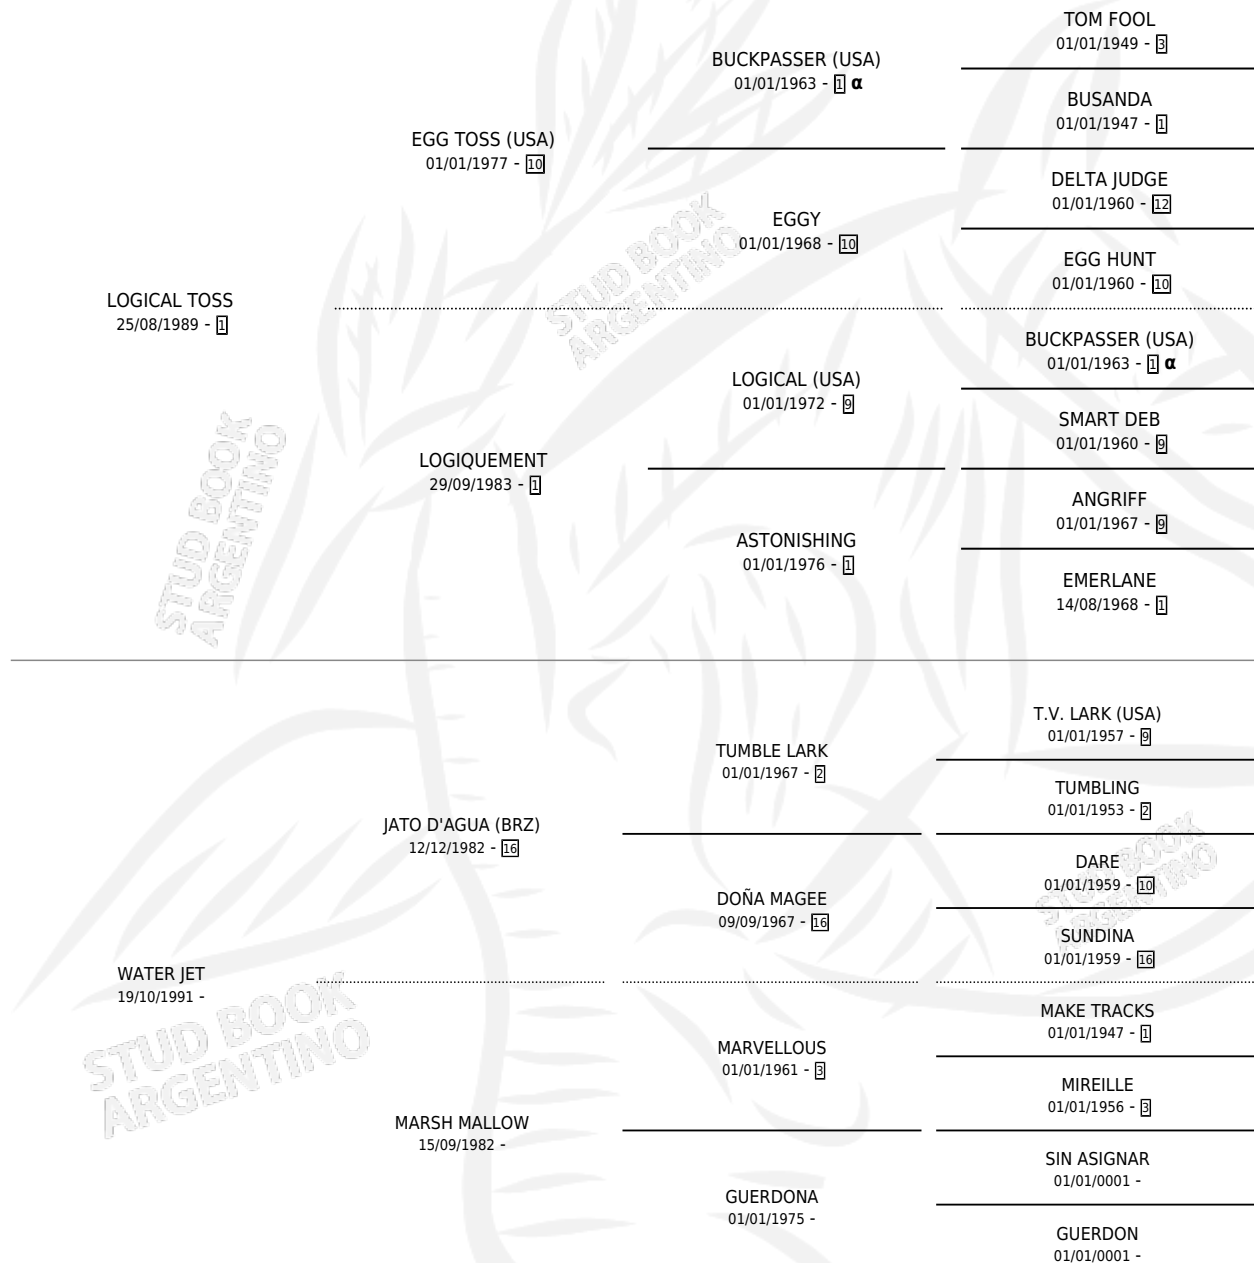 TOM FOOL
01/01/1949 - 3
BUCKPASSER (USA)
01/01/1963 - 1 α
BUSANDA
01/01/1947 - 1
EGG TOSS (USA)
01/01/1977 - 10
DELTA JUDGE
01/01/1960 - 12
EGGY
01/01/1968 - 10
EGG HUNT
01/01/1960 - 10
LOGICAL TOSS
25/08/1989 - 1
BUCKPASSER (USA)
01/01/1963 - 1 α
LOGICAL (USA)
01/01/1972 - 9
SMART DEB
01/01/1960 - 9
LOGIQUEMENT
29/09/1983 - 1
ANGRIFF
01/01/1967 - 9
ASTONISHING
01/01/1976 - 1
EMERLANE
14/08/1968 - 1
T.V. LARK (USA)
01/01/1957 - 9
TUMBLE LARK
01/01/1967 - 2
TUMBLING
01/01/1953 - 2
JATO D'AGUA (BRZ)
12/12/1982 - 16
DARE
01/01/1959 - 10
DOÑA MAGEE
09/09/1967 - 16
SUNDINA
01/01/1959 - 16
WATER JET
19/10/1991 -
MAKE TRACKS
01/01/1947 - 1
MARVELLOUS
01/01/1961 - 3
MIREILLE
01/01/1956 - 3
MARSH MALLOW
15/09/1982 -
SIN ASIGNAR
01/01/0001 -
GUERDONA
01/01/1975 -
GUERDON
01/01/0001 -
STUD BOOK
ARGENTINO
STUD BOOK
ARGENTINO
STUD BOOK
ARGENTINO
STUD BOOK
ARGENTINO